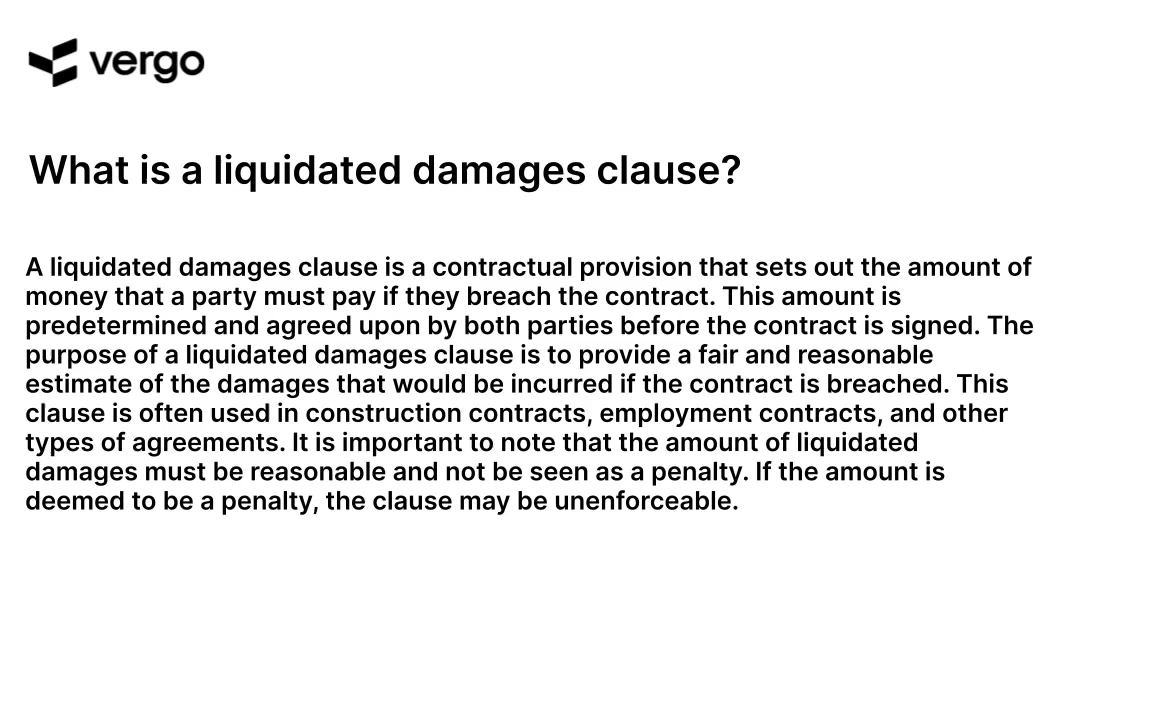 vergo
What is a liquidated damages clause?
A liquidated damages clause is a contractual provision that sets out the amount of
money that a party must pay if they breach the contract. This amount is
predetermined and agreed upon by both parties before the contract is signed. The
purpose of a liquidated damages clause is to provide a fair and reasonable
estimate of the damages that would be incurred if the contract is breached. This
clause is often used in construction contracts, employment contracts, and other
types of agreements. It is important to note that the amount of liquidated
damages must be reasonable and not be seen as a penalty. If the amount is
deemed to be a penalty, the clause may be unenforceable.